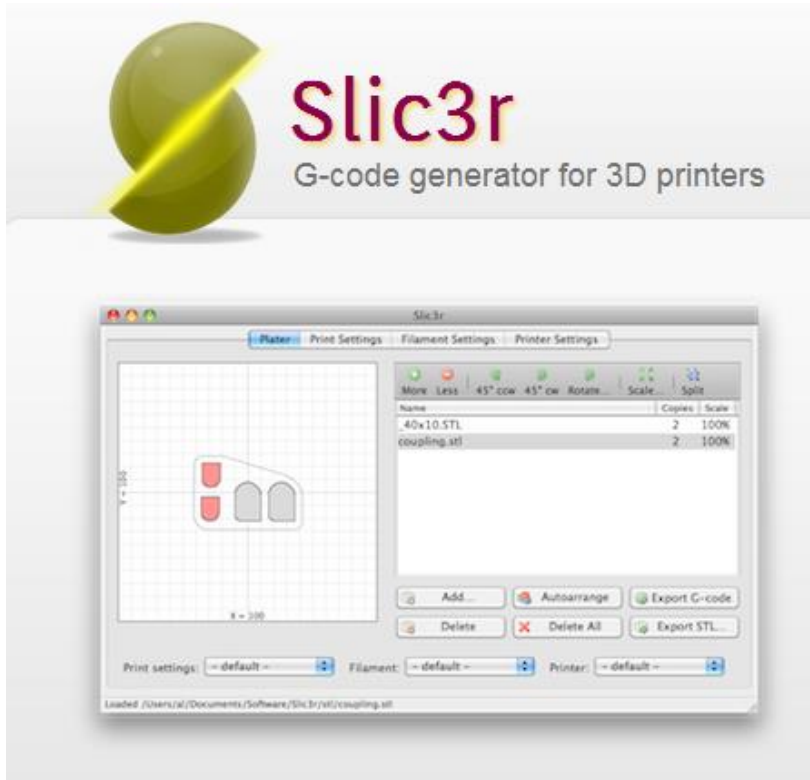 Slic3r
G-code generator for 3D printers
Slic3r
Plater Print Settings Filament Settings Printer Settings
More Less 45° ccw 45° cw Rotate... Scale... Split
Name Copies Scale
_40x10.STL 2 100%
coupling.stl 2 100%
Y = 100
X = 100
Add... Autoarrange Export G-code
Delete Delete All Export STL...
Print settings: - default - Filament: - default - Printer: - default -
Loaded /Users/al/Documents/Software/Slic3r/stl/coupling.stl